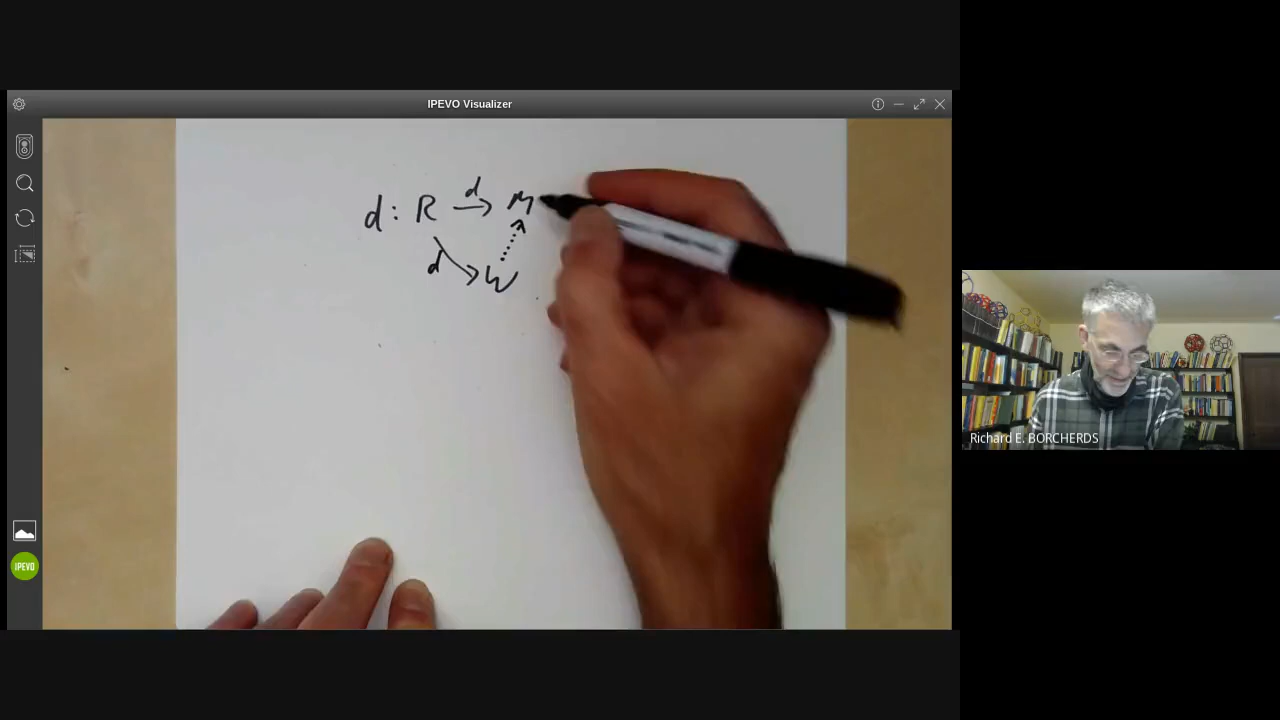 IPEVO Visualizer
d
d : R → M
d W
IPEVO
Richard E. BORCHERDS